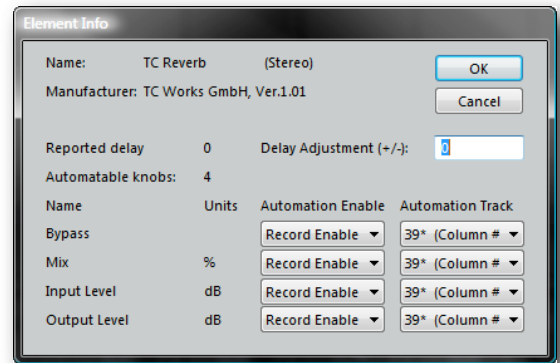 Element Info
Name: TC Reverb (Stereo)
OK
Manufacturer: TC Works GmbH, Ver.1.01
Cancel
Reported delay 0 Delay Adjustment (+/-): 0
Automatable knobs: 4
Name Units Automation Enable Automation Track
Bypass Record Enable 39* (Column #
Mix % Record Enable 39* (Column #
Input Level dB Record Enable 39* (Column #
Output Level dB Record Enable 39* (Column #